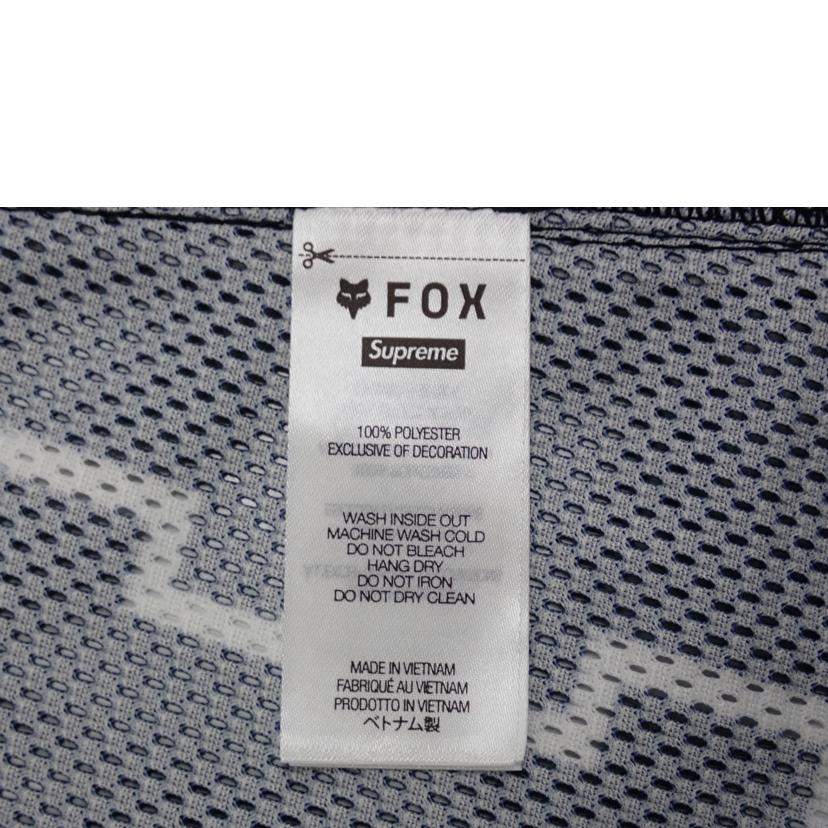 FOX
Supreme
100% POLYESTER
EXCLUSIVE OF DECORATION
WASH INSIDE OUT
MACHINE WASH COLD
DO NOT BLEACH
HANG DRY
DO NOT IRON
DO NOT DRY CLEAN
MADE IN VIETNAM
FABRIQUÉ AU VIETNAM
PRODOTTO IN VIETNAM
ベトナム製